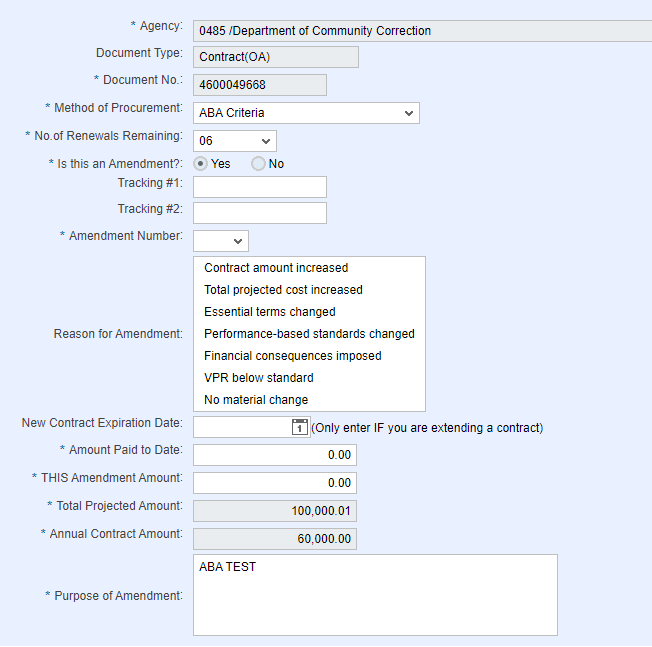 * Agency: 0485 /Department of Community Correction
Document Type: Contract(OA)
* Document No.: 4600049668
* Method of Procurement: ABA Criteria
* No.of Renewals Remaining: 06
* Is this an Amendment?: Yes No
Tracking #1:
Tracking #2:
* Amendment Number:
Reason for Amendment:
Contract amount increased
Total projected cost increased
Essential terms changed
Performance-based standards changed
Financial consequences imposed
VPR below standard
No material change
New Contract Expiration Date: 1 (Only enter IF you are extending a contract)
* Amount Paid to Date: 0.00
* THIS Amendment Amount: 0.00
* Total Projected Amount: 100,000.01
* Annual Contract Amount: 60,000.00
* Purpose of Amendment: ABA TEST